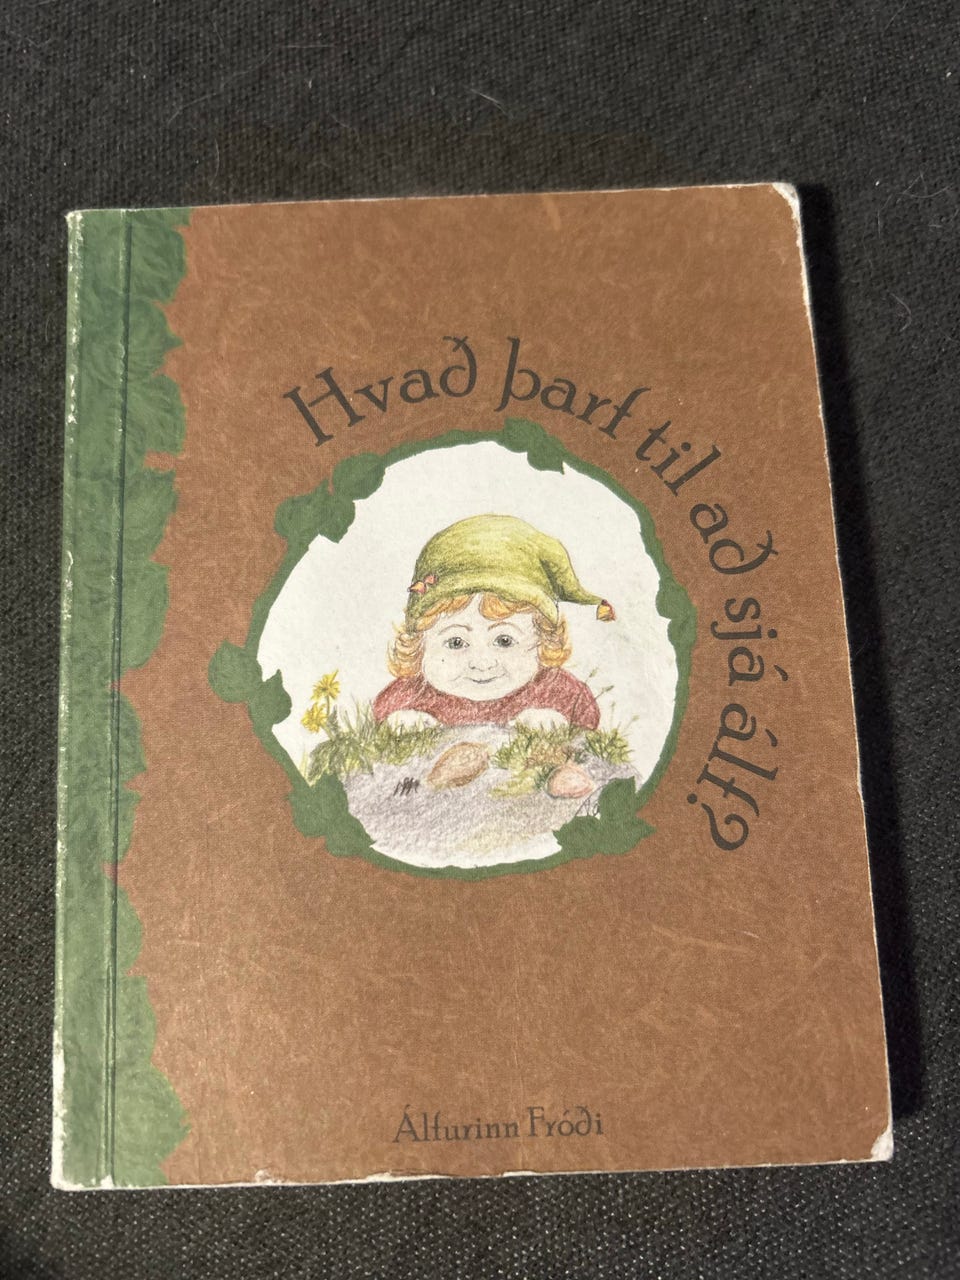 Hvað þarf til að sjá álf?
Álfurinn Fróði